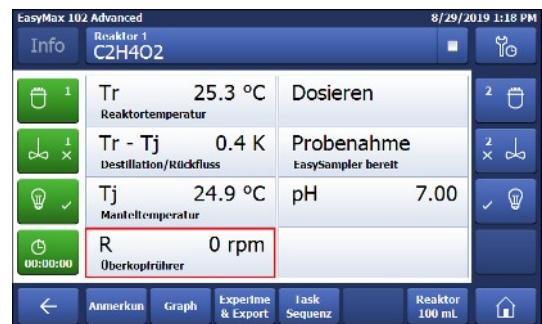 EasyMax 102 Advanced 8/29/2019 1:18 PM
Info
Reaktor 1
C2H4O2
1
Tr 25.3 °C
Reaktortemperatur
Dosieren
2
1
Tr - Tj 0.4 K
Destillation/Rückfluss
Probenahme
EasySampler bereit
2
Tj 24.9 °C
Manteltemperatur
pH 7.00
00:00:00
R 0 rpm
Überkopfrührer
Anmerkun
Graph
Experime
& Export
Task
Sequenz
Reaktor
100 mL